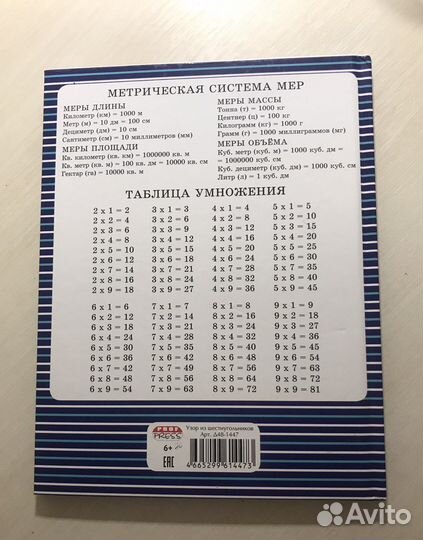 МЕТРИЧЕСКАЯ СИСТЕМА МЕР
МЕРЫ ДЛИНЫ
Километр (км) = 1000 м
Метр (м) = 10 дм = 100 см
Дециметр (дм) = 10 см
Сантиметр (см) = 10 миллиметров (мм)
МЕРЫ ПЛОЩАДИ
Кв. километр (кв. км) = 1000000 кв. м
Кв. метр (кв. м) = 100 кв. дм = 10000 кв. см
Гектар (га) = 10000 кв. м
МЕРЫ МАССЫ
Тонна (т) = 1000 кг
Центнер (ц) = 100 кг
Килограмм (кг) = 1000 г
Грамм (г) = 1000 миллиграммов (мг)
МЕРЫ ОБЪЁМА
Куб. метр (куб. м) = 1000 куб. дм =
= 1000000 куб. см
Куб. дециметр (куб. дм) = 1000 куб. см
Литр (л) = 1 куб. дм
ТАБЛИЦА УМНОЖЕНИЯ
2 x 1 = 2 3 x 1 = 3 4 x 1 = 4 5 x 1 = 5
2 x 2 = 4 3 x 2 = 6 4 x 2 = 8 5 x 2 = 10
2 x 3 = 6 3 x 3 = 9 4 x 3 = 12 5 x 3 = 15
2 x 4 = 8 3 x 4 = 12 4 x 4 = 16 5 x 4 = 20
2 x 5 = 10 3 x 5 = 15 4 x 5 = 20 5 x 5 = 25
2 x 6 = 12 3 x 6 = 18 4 x 6 = 24 5 x 6 = 30
2 x 7 = 14 3 x 7 = 21 4 x 7 = 28 5 x 7 = 35
2 x 8 = 16 3 x 8 = 24 4 x 8 = 32 5 x 8 = 40
2 x 9 = 18 3 x 9 = 27 4 x 9 = 36 5 x 9 = 45
6 x 1 = 6 7 x 1 = 7 8 x 1 = 8 9 x 1 = 9
6 x 2 = 12 7 x 2 = 14 8 x 2 = 16 9 x 2 = 18
6 x 3 = 18 7 x 3 = 21 8 x 3 = 24 9 x 3 = 27
6 x 4 = 24 7 x 4 = 28 8 x 4 = 32 9 x 4 = 36
6 x 5 = 30 7 x 5 = 35 8 x 5 = 40 9 x 5 = 45
6 x 6 = 36 7 x 6 = 42 8 x 6 = 48 9 x 6 = 54
6 x 7 = 42 7 x 7 = 49 8 x 7 = 56 9 x 7 = 63
6 x 8 = 48 7 x 8 = 56 8 x 8 = 64 9 x 8 = 72
6 x 9 = 54 7 x 9 = 63 8 x 9 = 72 9 x 9 = 81
PROF
PRESS
6+
EAC
Узор из шестиугольников
Арт. Д48-1447
4 665299 614473
Avito